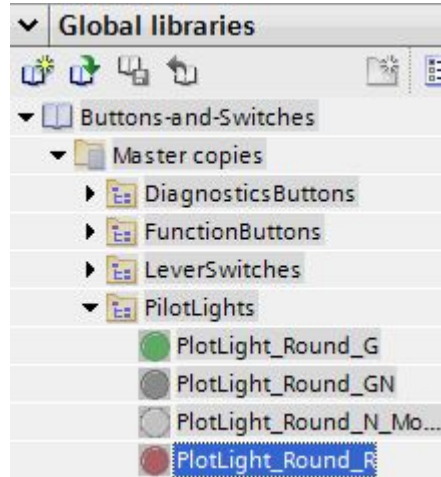 Global libraries
Buttons-and-Switches
Master copies
DiagnosticsButtons
FunctionButtons
LeverSwitches
PilotLights
PlotLight_Round_G
PlotLight_Round_GN
PlotLight_Round_N_Mo...
PlotLight_Round_R